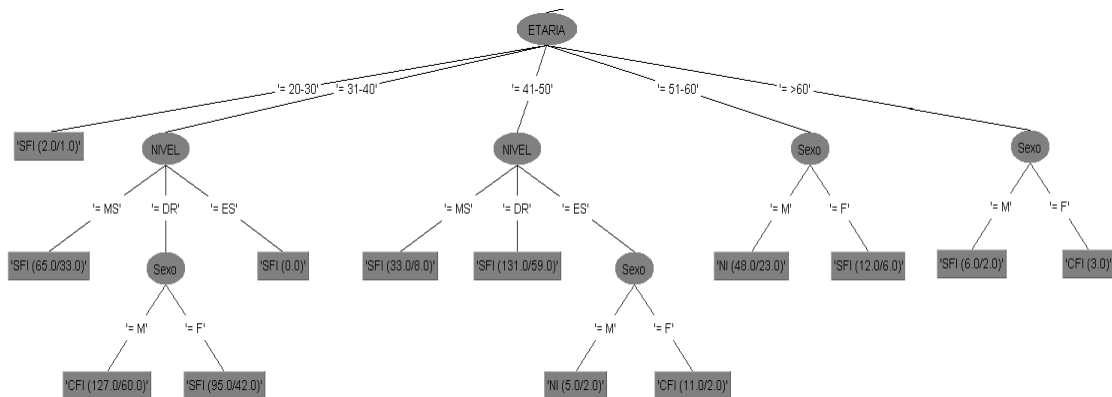 ETARIA
'= 20-30'
'= 31-40'
'= 41-50'
'= 51-60'
'= >60'
'SFI (2.0/1.0)'
NIVEL
NIVEL
Sexo
Sexo
'= MS'
'= DR'
'= ES'
'= MS'
'= DR'
'= ES'
'= M'
'= F'
'= M'
'= F'
'SFI (65.0/33.0)'
Sexo
'SFI (0.0)'
'SFI (33.0/8.0)'
'SFI (131.0/59.0)'
Sexo
'NI (48.0/23.0)'
'SFI (12.0/6.0)'
'SFI (6.0/2.0)'
'CFI (3.0)'
'= M'
'= F'
'= M'
'= F'
'CFI (127.0/60.0)'
'SFI (95.0/42.0)'
'NI (5.0/2.0)'
'CFI (11.0/2.0)'